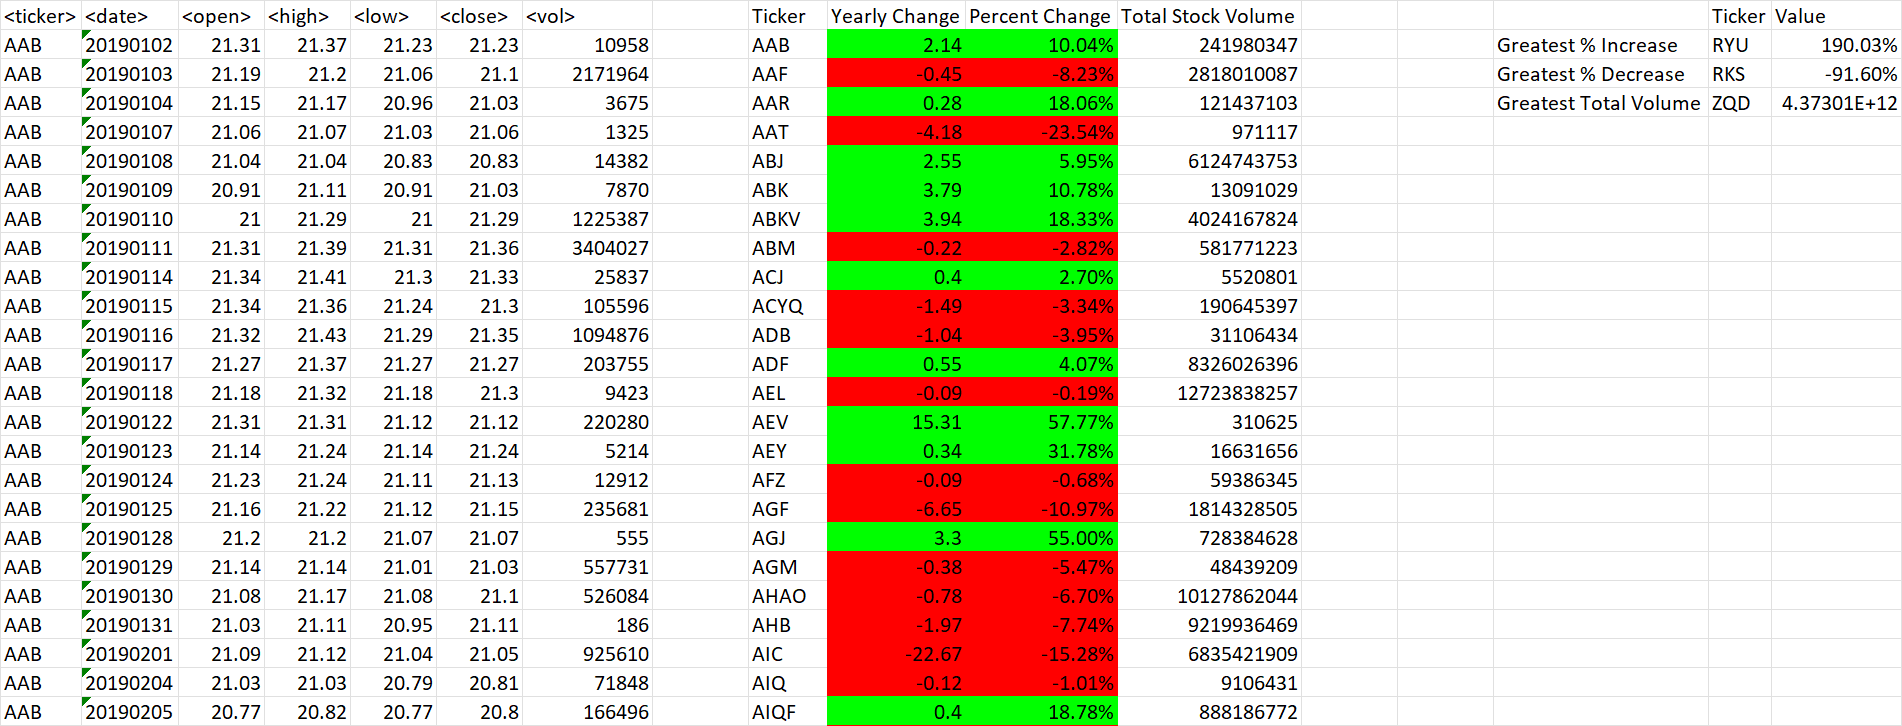 <ticker> <date> <open> <high> <low> <close> <vol> Ticker Yearly Change Percent Change Total Stock Volume Ticker Value
AAB 20190102 21.31 21.37 21.23 21.23 10958 AAB 2.14 10.04% 241980347 Greatest % Increase RYU 190.03%
AAB 20190103 21.19 21.2 21.06 21.1 2171964 AAF -0.45 -8.23% 2818010087 Greatest % Decrease RKS -91.60%
AAB 20190104 21.15 21.17 20.96 21.03 3675 AAR 0.28 18.06% 121437103 Greatest Total Volume ZQD 4.37301E+12
AAB 20190107 21.06 21.07 21.03 21.06 1325 AAT -4.18 -23.54% 971117
AAB 20190108 21.04 21.04 20.83 20.83 14382 ABJ 2.55 5.95% 6124743753
AAB 20190109 20.91 21.11 20.91 21.03 7870 ABK 3.79 10.78% 13091029
AAB 20190110 21 21.29 21 21.29 1225387 ABKV 3.94 18.33% 4024167824
AAB 20190111 21.31 21.39 21.31 21.36 3404027 ABM -0.22 -2.82% 581771223
AAB 20190114 21.34 21.41 21.3 21.33 25837 ACJ 0.4 2.70% 5520801
AAB 20190115 21.34 21.36 21.24 21.3 105596 ACYQ -1.49 -3.34% 190645397
AAB 20190116 21.32 21.43 21.29 21.35 1094876 ADB -1.04 -3.95% 31106434
AAB 20190117 21.27 21.37 21.27 21.27 203755 ADF 0.55 4.07% 8326026396
AAB 20190118 21.18 21.32 21.18 21.3 9423 AEL -0.09 -0.19% 12723838257
AAB 20190122 21.31 21.31 21.12 21.12 220280 AEV 15.31 57.77% 310625
AAB 20190123 21.14 21.24 21.14 21.24 5214 AEY 0.34 31.78% 16631656
AAB 20190124 21.23 21.24 21.11 21.13 12912 AFZ -0.09 -0.68% 59386345
AAB 20190125 21.16 21.22 21.12 21.15 235681 AGF -6.65 -10.97% 1814328505
AAB 20190128 21.2 21.2 21.07 21.07 555 AGJ 3.3 55.00% 728384628
AAB 20190129 21.14 21.14 21.01 21.03 557731 AGM -0.38 -5.47% 48439209
AAB 20190130 21.08 21.17 21.08 21.1 526084 AHAO -0.78 -6.70% 10127862044
AAB 20190131 21.03 21.11 20.95 21.11 186 AHB -1.97 -7.74% 9219936469
AAB 20190201 21.09 21.12 21.04 21.05 925610 AIC -22.67 -15.28% 6835421909
AAB 20190204 21.03 21.03 20.79 20.81 71848 AIQ -0.12 -1.01% 9106431
AAB 20190205 20.77 20.82 20.77 20.8 166496 AIQF 0.4 18.78% 888186772